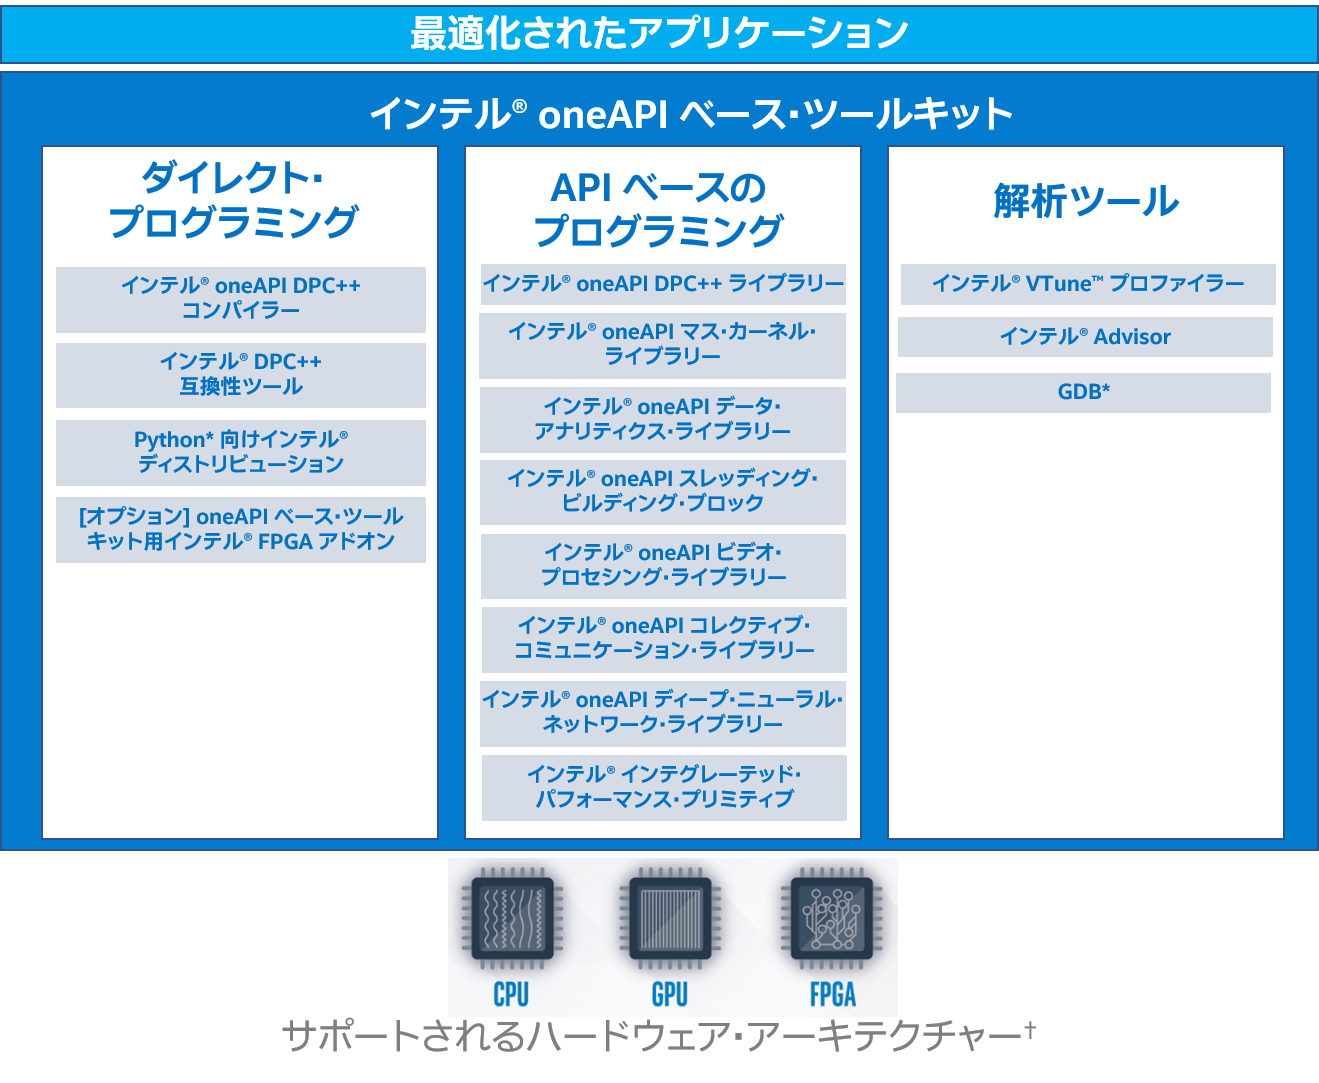 最適化されたアプリケーション
インテル® oneAPI ベース・ツールキット
ダイレクト・
プログラミング
インテル® oneAPI DPC++
コンパイラー
インテル® DPC++
互換性ツール
Python* 向けインテル®
ディストリビューション
[オプション] oneAPI ベース・ツール
キット用インテル® FPGA アドオン
API ベースの
プログラミング
インテル® oneAPI DPC++ ライブラリー
インテル® oneAPI マス・カーネル・
ライブラリー
インテル® oneAPI データ・
アナリティクス・ライブラリー
インテル® oneAPI スレッディング・
ビルディング・ブロック
インテル® oneAPI ビデオ・
プロセシング・ライブラリー
インテル® oneAPI コレクティブ・
コミュニケーション・ライブラリー
インテル® oneAPI ディープ・ニューラル・
ネットワーク・ライブラリー
インテル® インテグレーテッド・
パフォーマンス・プリミティブ
解析ツール
インテル® VTune™ プロファイラー
インテル® Advisor
GDB*
CPU
GPU
FPGA
サポートされるハードウェア・アーキテクチャー†